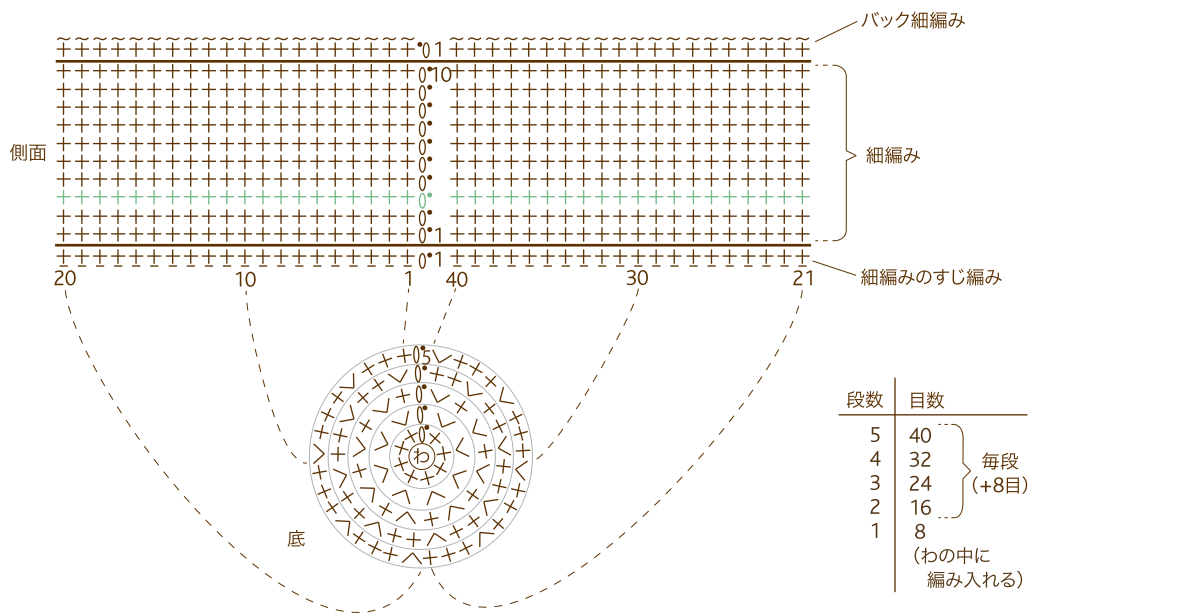 バック細編み
1
10
側面
細編み
1
1
細編みのすじ編み
20 10 1 40 30 21
5
わ
底
段数 目数
5 40
4 32
3 24
2 16
1 8
毎段
(+8目)
(わの中に
編み入れる)